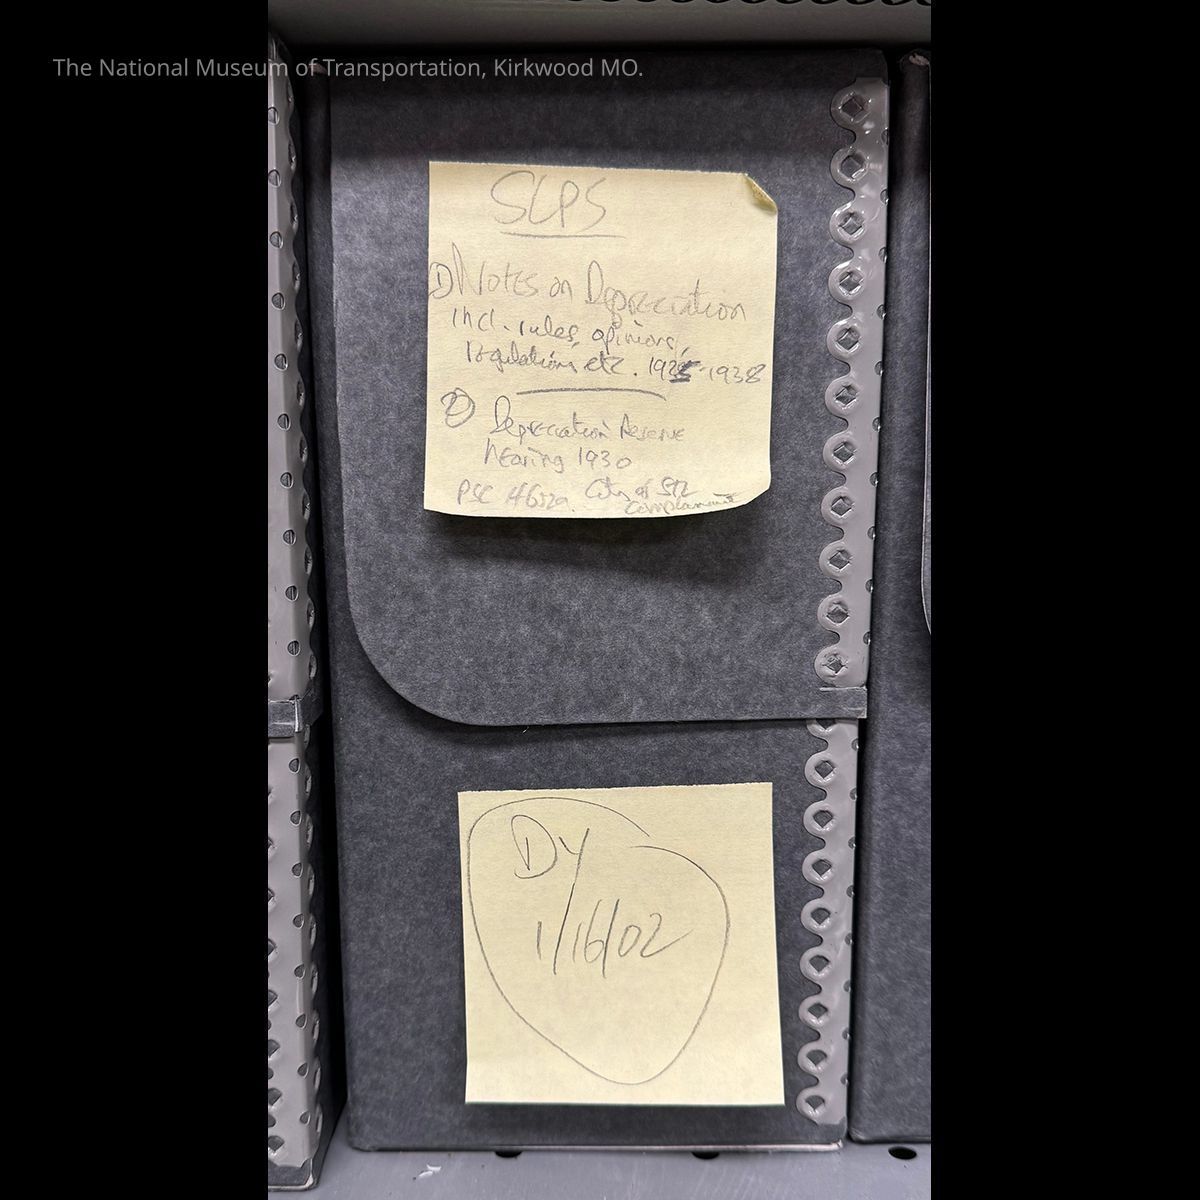 The National Museum of Transportation, Kirkwood MO.
SLPS
① Notes on Depreciation
incl. rules, opinions,
regulations etc. 1925-1938
② Depreciation Reserve
hearing 1930
PSC City of STL
Complainant
DY
1/16/02